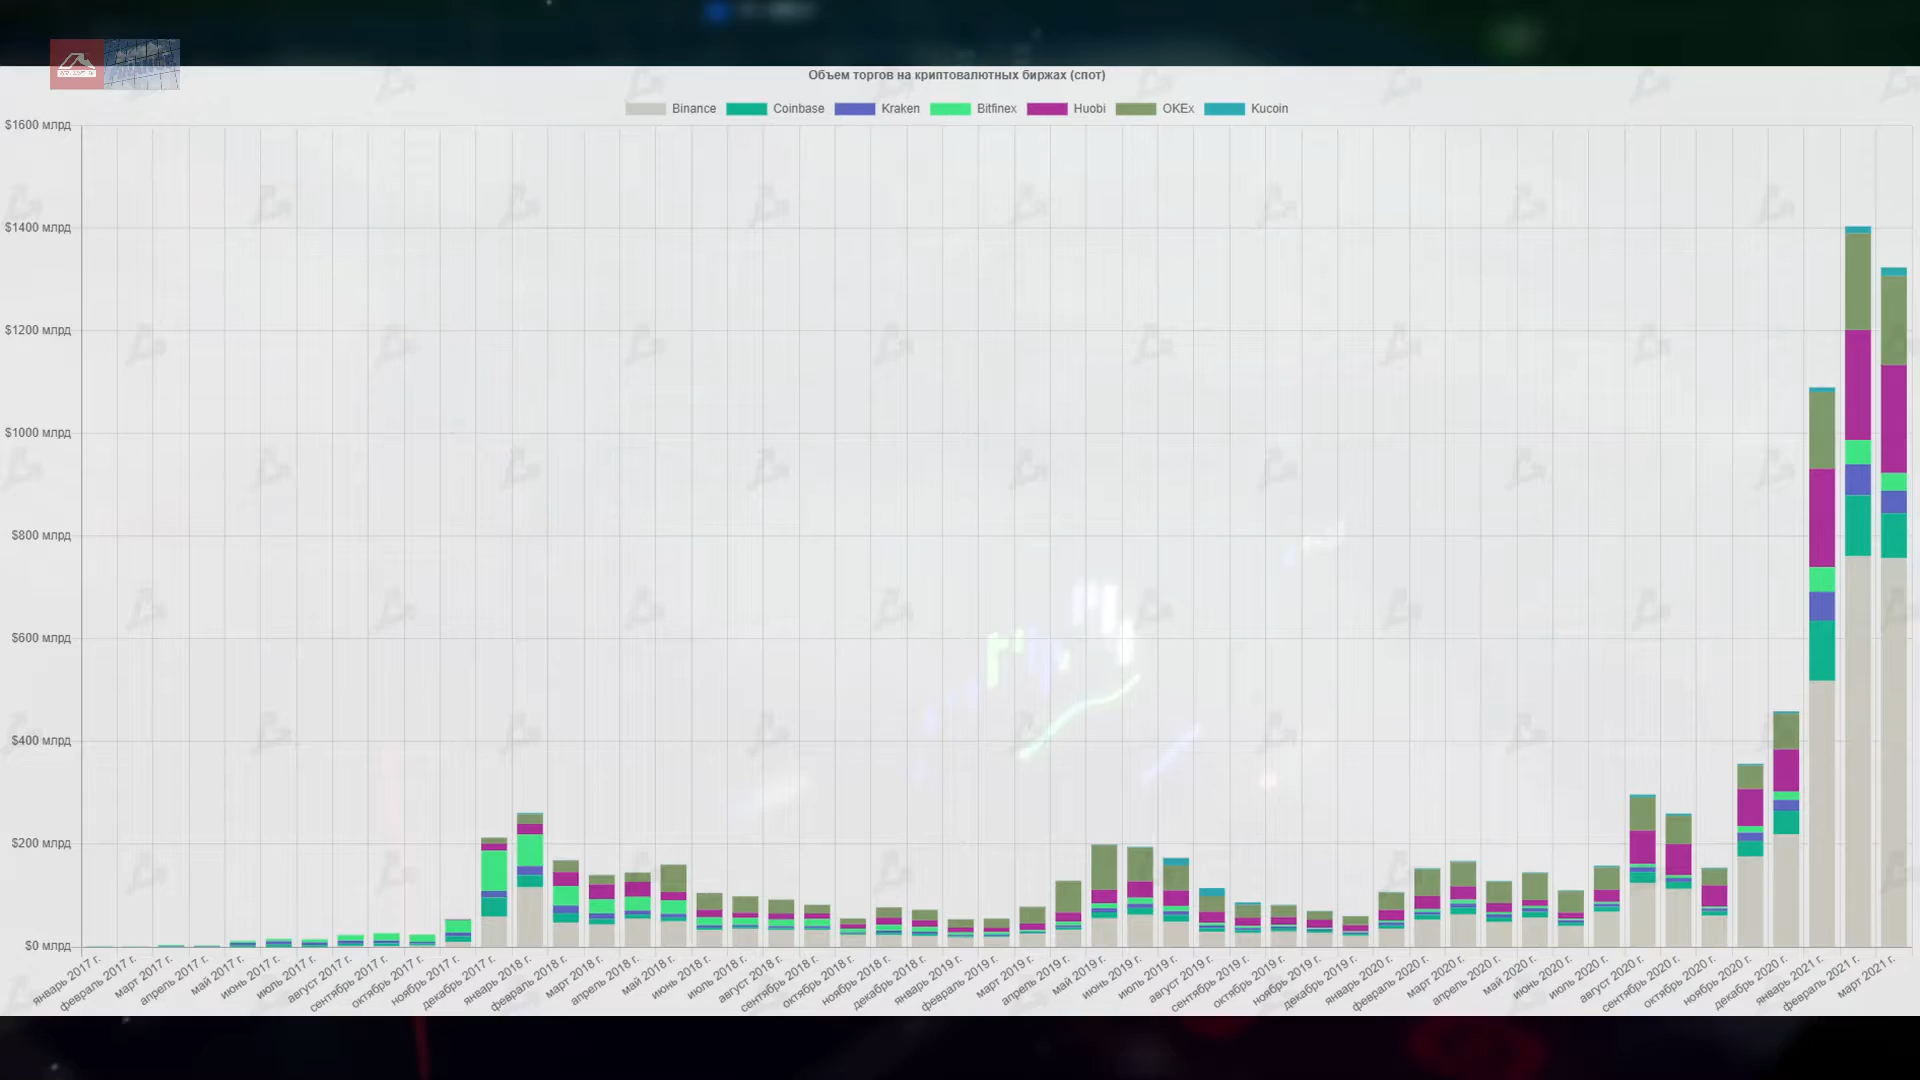 Объем торгов на криптовалютных биржах (спот)
Binance Coinbase Kraken Bitfinex Huobi OKEx Kucoin
$1600 млрд
$1400 млрд
$1200 млрд
$1000 млрд
$800 млрд
$600 млрд
$400 млрд
$200 млрд
$0 млрд
январь 2017 г.
февраль 2017 г.
март 2017 г.
апрель 2017 г.
май 2017 г.
июнь 2017 г.
июль 2017 г.
август 2017 г.
сентябрь 2017 г.
октябрь 2017 г.
ноябрь 2017 г.
декабрь 2017 г.
январь 2018 г.
февраль 2018 г.
март 2018 г.
апрель 2018 г.
май 2018 г.
июнь 2018 г.
июль 2018 г.
август 2018 г.
сентябрь 2018 г.
октябрь 2018 г.
ноябрь 2018 г.
декабрь 2018 г.
январь 2019 г.
февраль 2019 г.
март 2019 г.
апрель 2019 г.
май 2019 г.
июнь 2019 г.
июль 2019 г.
август 2019 г.
сентябрь 2019 г.
октябрь 2019 г.
ноябрь 2019 г.
декабрь 2019 г.
январь 2020 г.
февраль 2020 г.
март 2020 г.
апрель 2020 г.
май 2020 г.
июнь 2020 г.
июль 2020 г.
август 2020 г.
сентябрь 2020 г.
октябрь 2020 г.
ноябрь 2020 г.
декабрь 2020 г.
январь 2021 г.
февраль 2021 г.
март 2021 г.